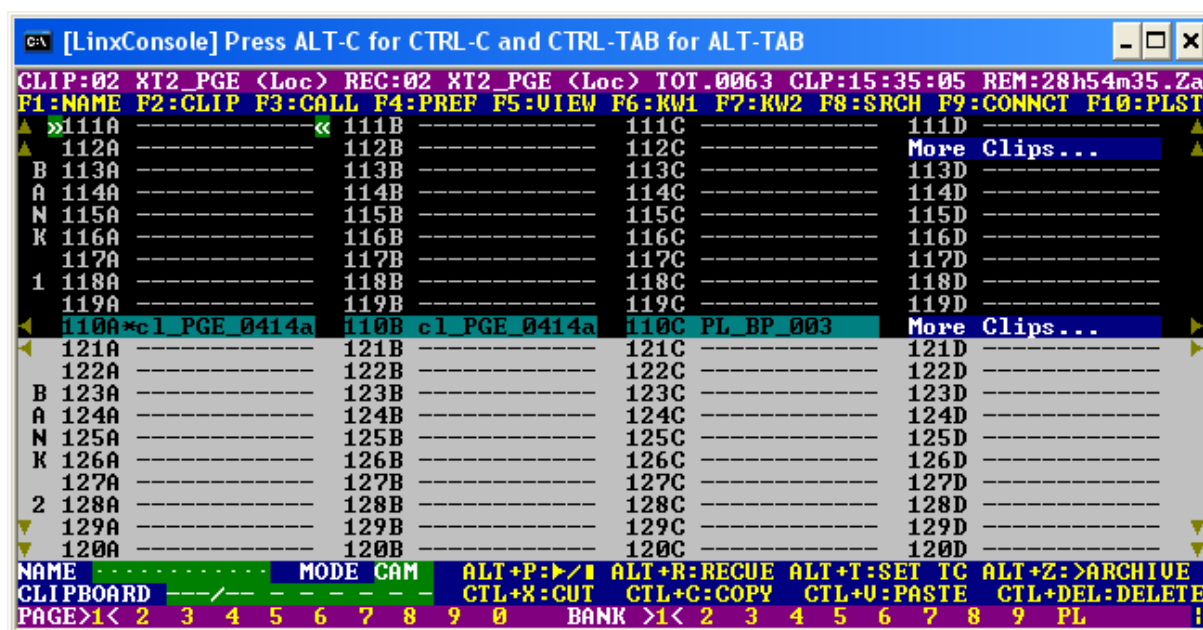 [LinxConsole] Press ALT-C for CTRL-C and CTRL-TAB for ALT-TAB
CLIP:02 XT2_PGE <Loc> REC:02 XT2_PGE <Loc> TOT.0063 CLP:15:35:05 REM:28h54m35.Za
F1:NAME F2:CLIP F3:CALL F4:PREF F5:VIEW F6:KW1 F7:KW2 F8:SRCH F9:CONNCT F10:PLST
»111A ------------« 111B ------------ 111C ------------ 111D ------------
112A ------------ 112B ------------ 112C ------------ More Clips...
B 113A ------------ 113B ------------ 113C ------------ 113D ------------
A 114A ------------ 114B ------------ 114C ------------ 114D ------------
N 115A ------------ 115B ------------ 115C ------------ 115D ------------
K 116A ------------ 116B ------------ 116C ------------ 116D ------------
117A ------------ 117B ------------ 117C ------------ 117D ------------
1 118A ------------ 118B ------------ 118C ------------ 118D ------------
119A ------------ 119B ------------ 119C ------------ 119D ------------
110A*cl_PGE_0414a 110B cl_PGE_0414a 110C PL_BP_003 More Clips...
121A ------------ 121B ------------ 121C ------------ 121D ------------
122A ------------ 122B ------------ 122C ------------ 122D ------------
B 123A ------------ 123B ------------ 123C ------------ 123D ------------
A 124A ------------ 124B ------------ 124C ------------ 124D ------------
N 125A ------------ 125B ------------ 125C ------------ 125D ------------
K 126A ------------ 126B ------------ 126C ------------ 126D ------------
127A ------------ 127B ------------ 127C ------------ 127D ------------
2 128A ------------ 128B ------------ 128C ------------ 128D ------------
129A ------------ 129B ------------ 129C ------------ 129D ------------
120A ------------ 120B ------------ 120C ------------ 120D ------------
NAME ············ MODE CAM ALT+P:►/▮ ALT+R:RECUE ALT+T:SET TC ALT+Z:>ARCHIVE
CLIPBOARD ---/-- - - - - - - CTL+X:CUT CTL+C:COPY CTL+V:PASTE CTL+DEL:DELETE
PAGE>1< 2 3 4 5 6 7 8 9 0 BANK >1< 2 3 4 5 6 7 8 9 PL